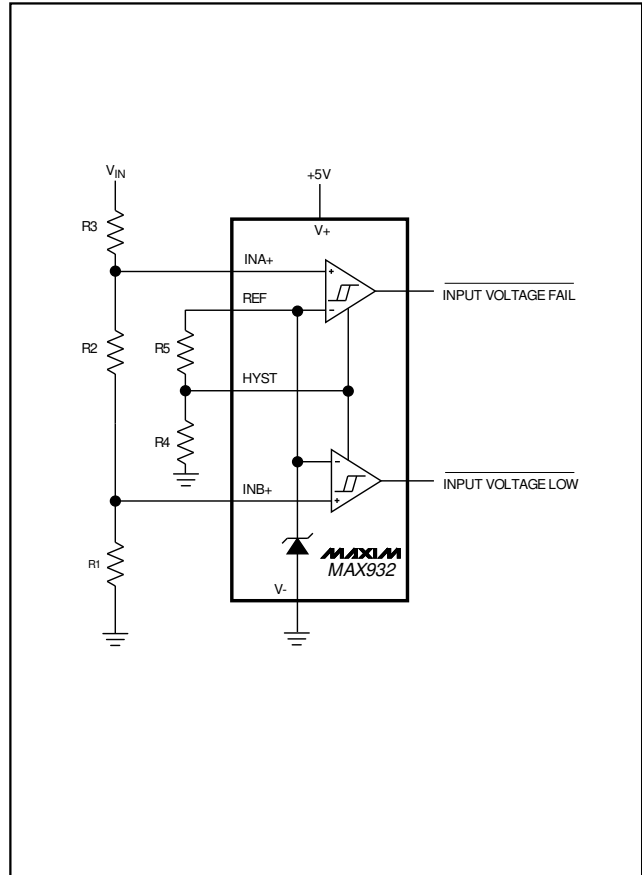 V_IN
+5V
R3
V+
INA+
+
INPUT VOLTAGE FAIL
REF
-
R2
R5
HYST
R4
-
INPUT VOLTAGE LOW
INB+
+
MAXIM
R1
MAX932
V-